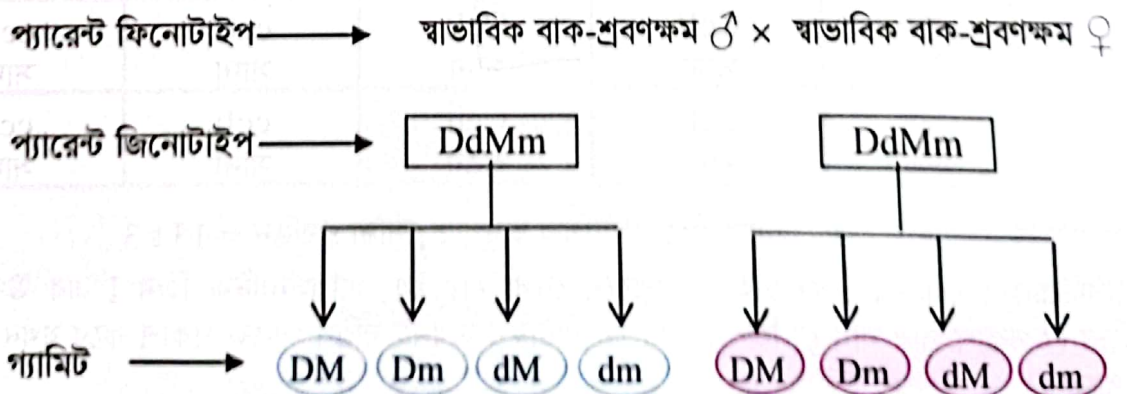 প্যারেন্ট ফিনোটাইপ স্বাভাবিক বাক-শ্রবণক্ষম ♂ × স্বাভাবিক বাক-শ্রবণক্ষম ♀
প্যারেন্ট জিনোটাইপ DdMm DdMm
গ্যামিট DM Dm dM dm DM Dm dM dm